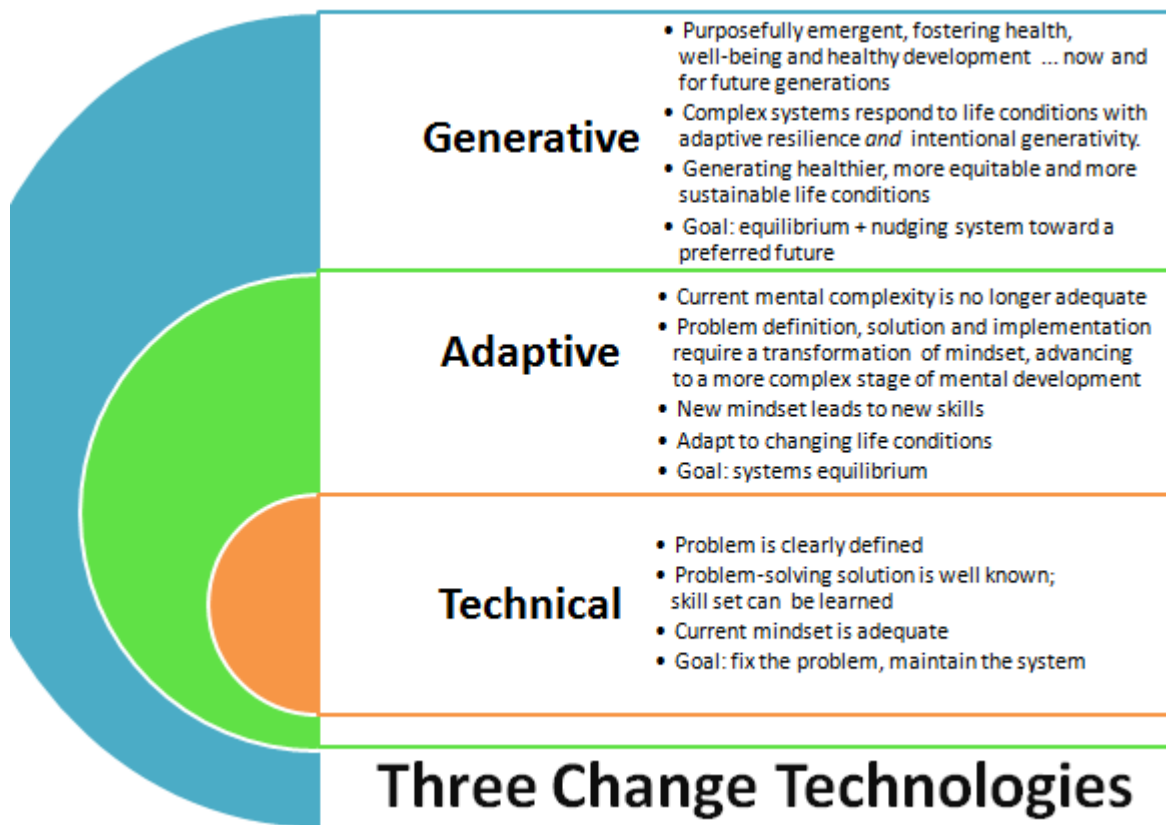 Generative
• Purposefully emergent, fostering health,
well-being and healthy development ... now and
for future generations
• Complex systems respond to life conditions with
adaptive resilience and intentional generativity.
• Generating healthier, more equitable and more
sustainable life conditions
• Goal: equilibrium + nudging system toward a
preferred future
Adaptive
• Current mental complexity is no longer adequate
• Problem definition, solution and implementation
require a transformation of mindset, advancing
to a more complex stage of mental development
• New mindset leads to new skills
• Adapt to changing life conditions
• Goal: systems equilibrium
Technical
• Problem is clearly defined
• Problem-solving solution is well known;
skill set can be learned
• Current mindset is adequate
• Goal: fix the problem, maintain the system
Three Change Technologies